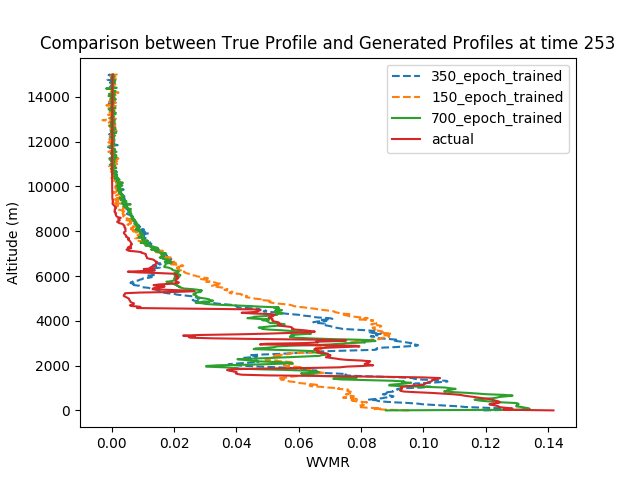 Comparison between True Profile and Generated Profiles at time 253
350_epoch_trained
150_epoch_trained
700_epoch_trained
actual
Altitude (m)
14000
12000
10000
8000
6000
4000
2000
0
0.00 0.02 0.04 0.06 0.08 0.10 0.12 0.14
WVMR